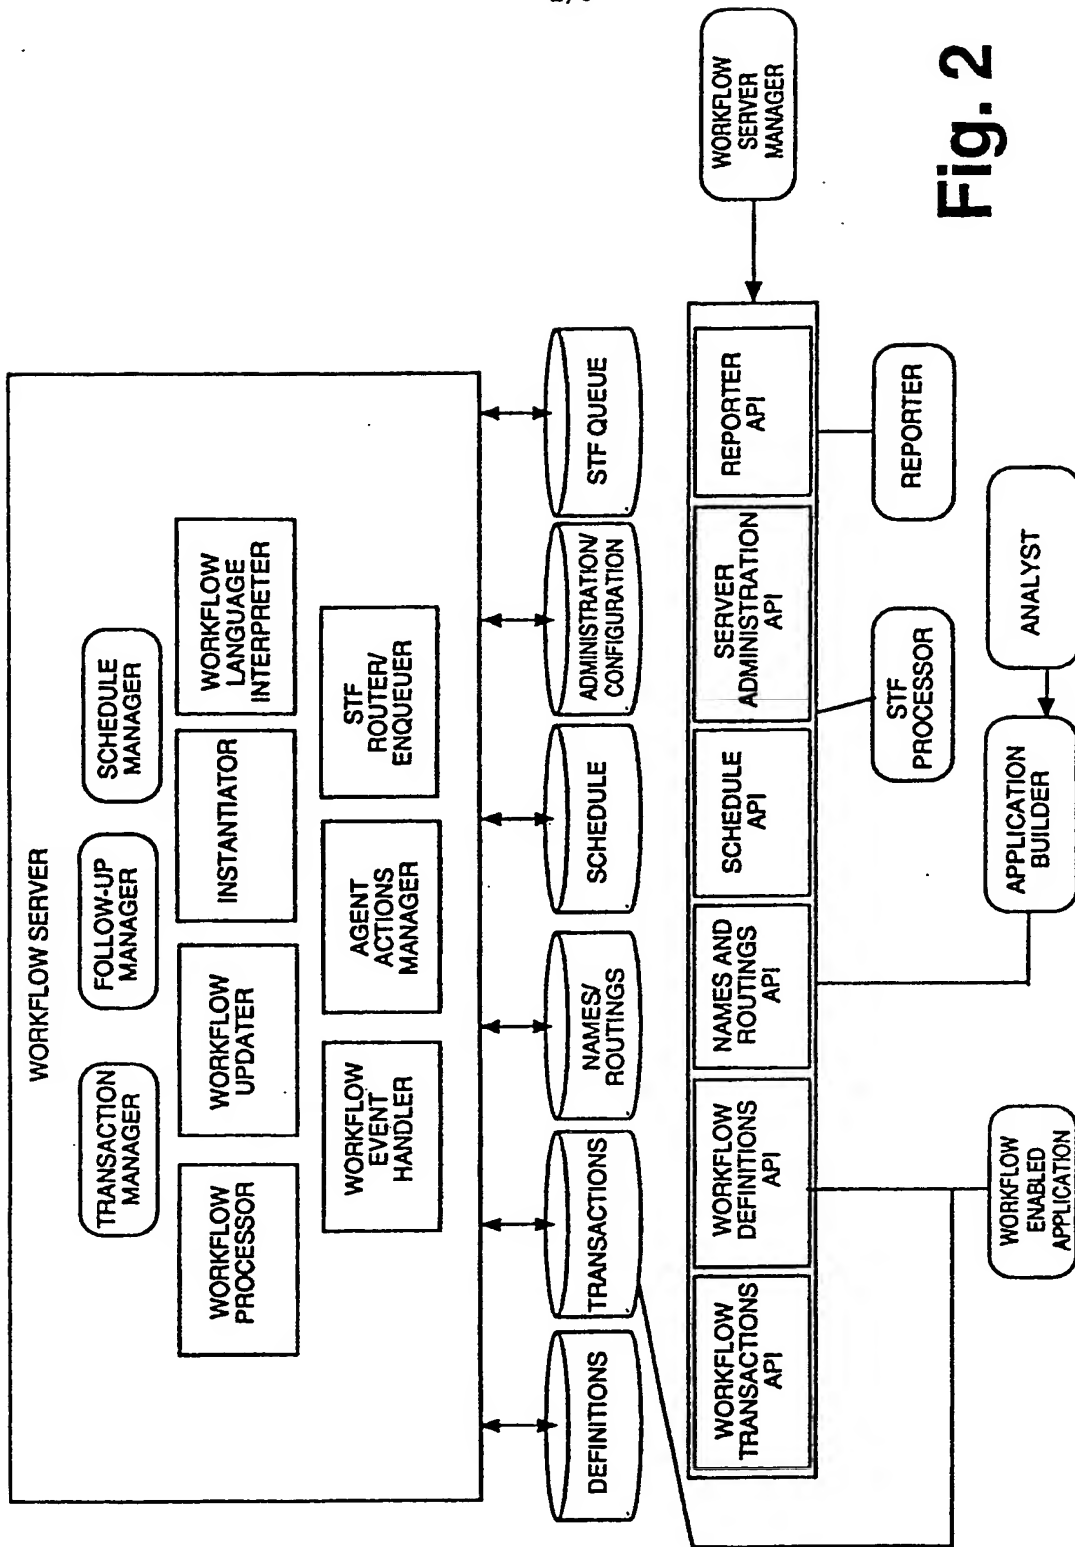 WORKFLOW SERVER
TRANSACTION
MANAGER
FOLLOW-UP
MANAGER
SCHEDULE
MANAGER
WORKFLOW
PROCESSOR
WORKFLOW
UPDATER
INSTANTIATOR
WORKFLOW
LANGUAGE
INTERPRETER
WORKFLOW
EVENT
HANDLER
AGENT
ACTIONS
MANAGER
STF
ROUTER/
ENQUEUER
DEFINITIONS
TRANSACTIONS
NAMES/
ROUTINGS
SCHEDULE
ADMINISTRATION/
CONFIGURATION
STF QUEUE
WORKFLOW
TRANSACTIONS
API
WORKFLOW
DEFINITIONS
API
NAMES AND
ROUTINGS
API
SCHEDULE
API
SERVER
ADMINISTRATION
API
REPORTER
API
WORKFLOW
SERVER
MANAGER
STF
PROCESSOR
REPORTER
WORKFLOW
ENABLED
APPLICATION
APPLICATION
BUILDER
ANALYST
Fig. 2